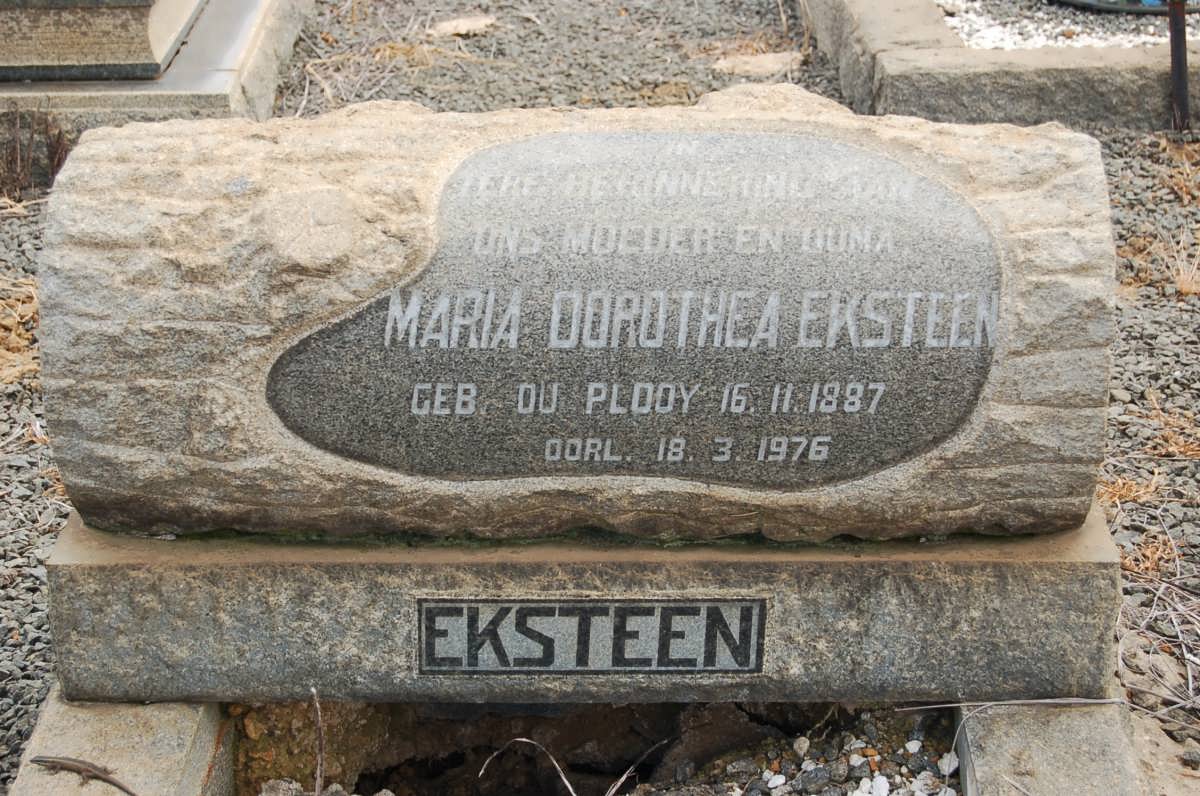 IN
TERE HERINNERING AAN
ONS MOEDER EN OUMA
MARIA DOROTHEA EKSTEEN
GEB. DU PLOOY 16. 11. 1887
OORL. 18. 3. 1976
EKSTEEN